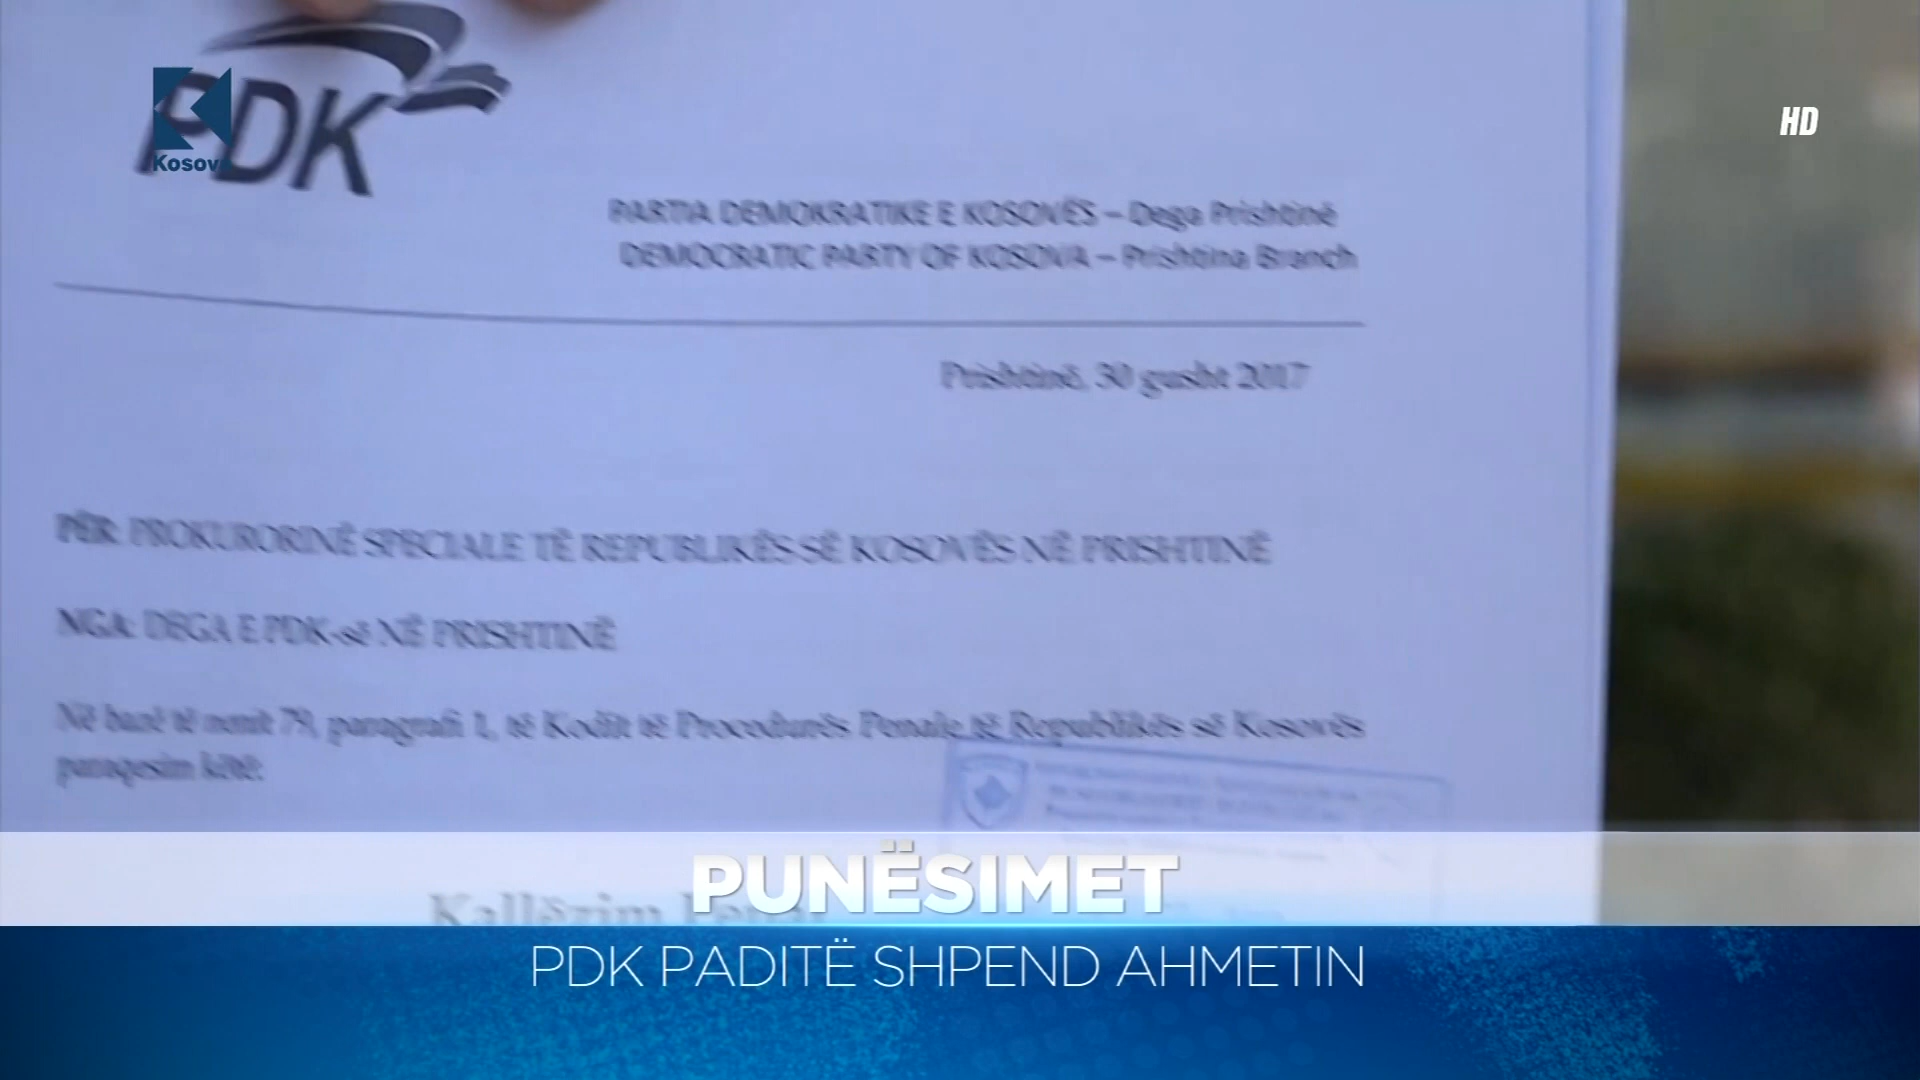 PDK
Kosova
HD
PARTIA DEMOKRATIKE E KOSOVËS – Dega Prishtinë
DEMOCRATIC PARTY OF KOSOVA – Prishtina Branch
Prishtinë, 30 gusht 2017
PËR: PROKURORINË SPECIALE TË REPUBLIKËS SË KOSOVËS NË PRISHTINË
NGA: DEGA E PDK-së NË PRISHTINË
Në bazë të nenit 79, paragrafi 1, të Kodit të Procedurës Penale të Republikës së Kosovës
paraqesim këtë:
Kallëzim Penal
PUNËSIMET
PDK PADITË SHPEND AHMETIN